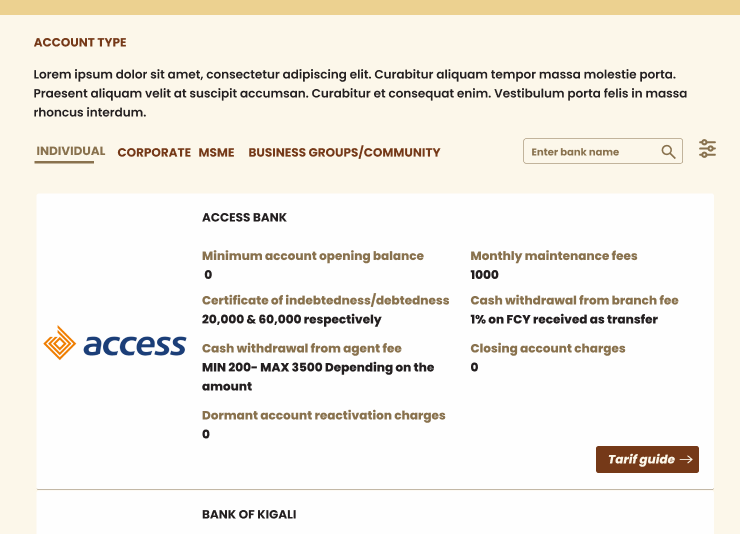 ACCOUNT TYPE
Lorem ipsum dolor sit amet, consectetur adipiscing elit. Curabitur aliquam tempor massa molestie porta.
Praesent aliquam velit at suscipit accumsan. Curabitur et consequat enim. Vestibulum porta felis in massa
rhoncus interdum.
INDIVIDUAL CORPORATE MSME BUSINESS GROUPS/COMMUNITY Enter bank name
ACCESS BANK
Minimum account opening balance Monthly maintenance fees
0 1000
Certificate of indebtedness/debtedness Cash withdrawal from branch fee
20,000 & 60,000 respectively 1% on FCY received as transfer
access
Cash withdrawal from agent fee Closing account charges
MIN 200- MAX 3500 Depending on the 0
amount
Dormant account reactivation charges
0
Tarif guide →
BANK OF KIGALI